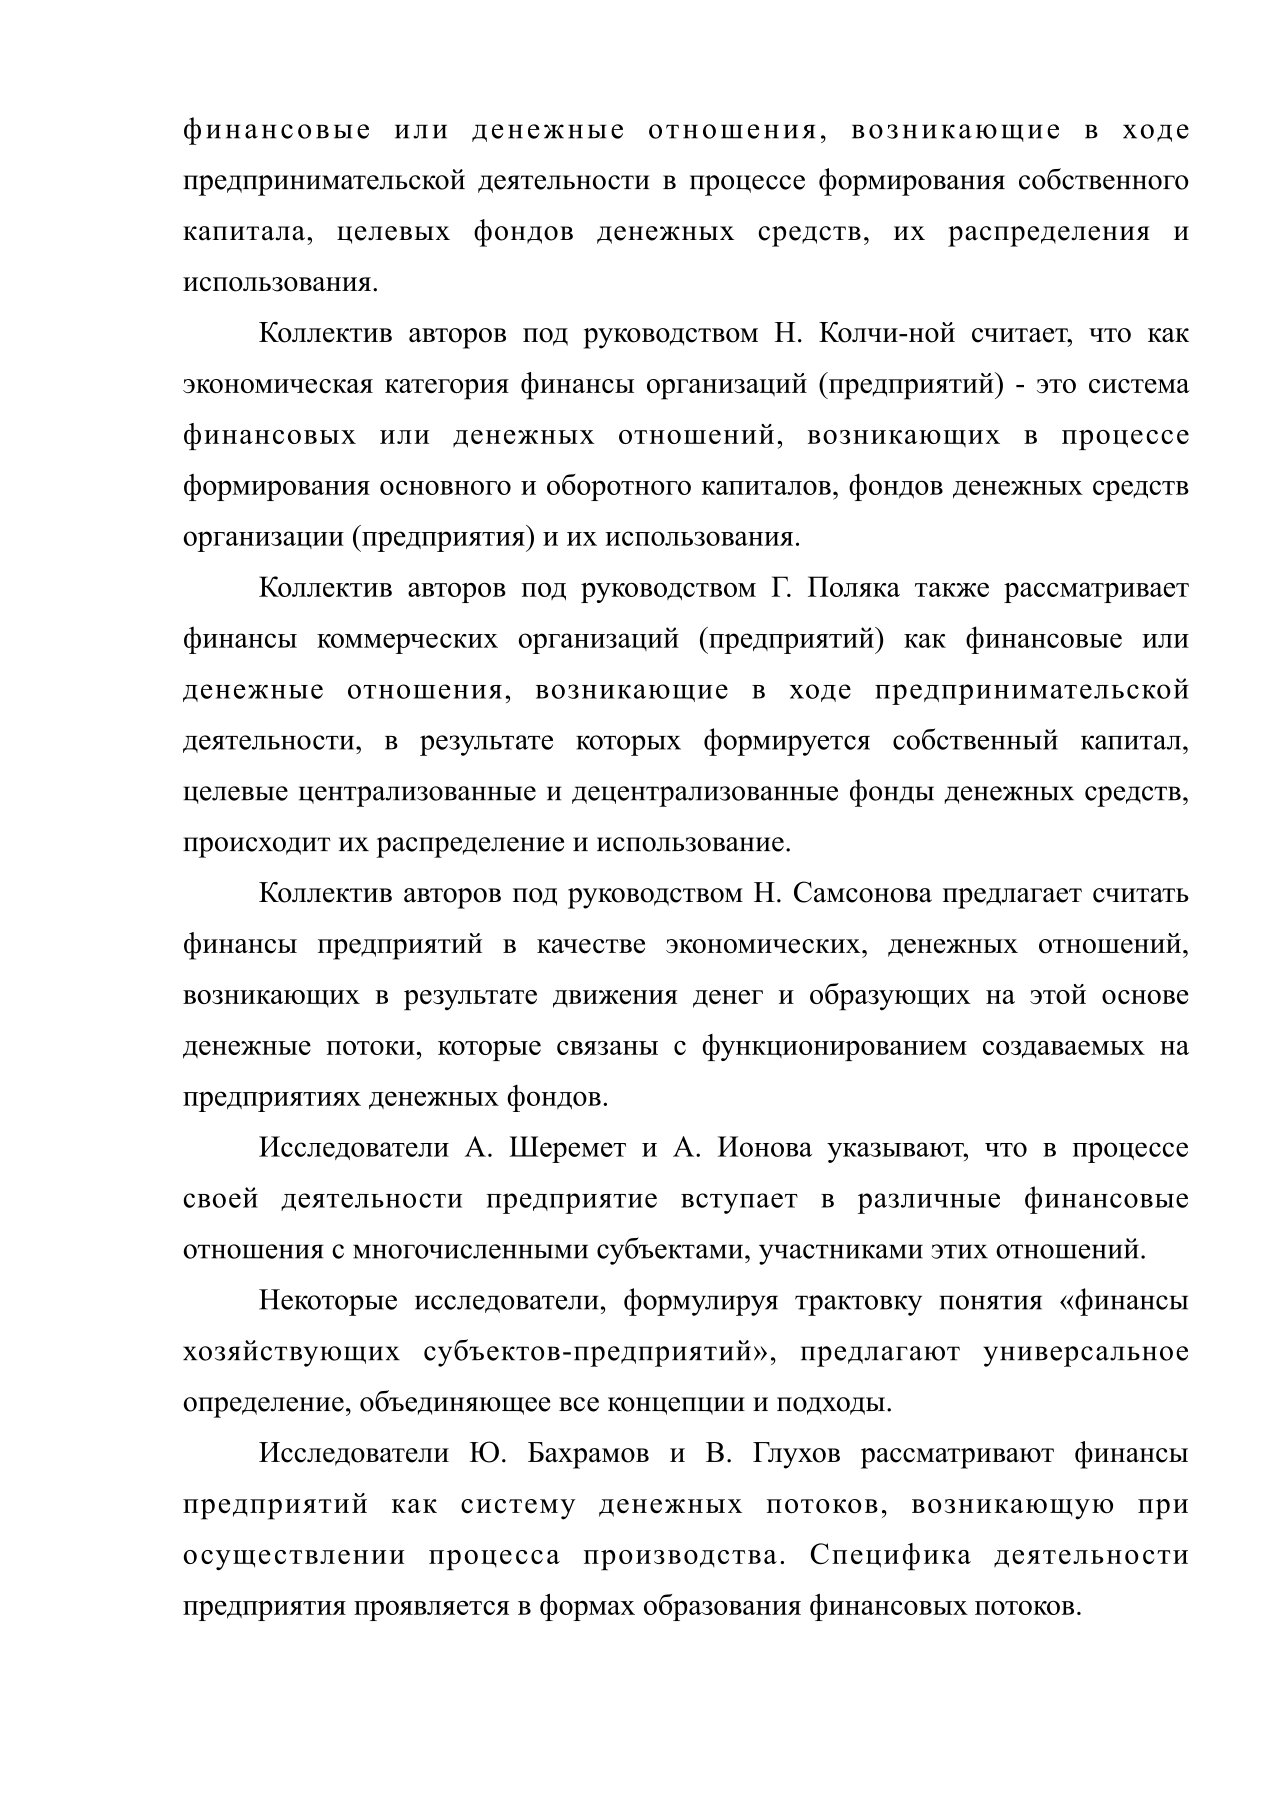 финансовые или денежные отношения, возникающие в ходе
предпринимательской деятельности в процессе формирования собственного
капитала, целевых фондов денежных средств, их распределения и
использования.
Коллектив авторов под руководством Н. Колчи-ной считает, что как
экономическая категория финансы организаций (предприятий) - это система
финансовых или денежных отношений, возникающих в процессе
формирования основного и оборотного капиталов, фондов денежных средств
организации (предприятия) и их использования.
Коллектив авторов под руководством Г. Поляка также рассматривает
финансы коммерческих организаций (предприятий) как финансовые или
денежные отношения, возникающие в ходе предпринимательской
деятельности, в результате которых формируется собственный капитал,
целевые централизованные и децентрализованные фонды денежных средств,
происходит их распределение и использование.
Коллектив авторов под руководством Н. Самсонова предлагает считать
финансы предприятий в качестве экономических, денежных отношений,
возникающих в результате движения денег и образующих на этой основе
денежные потоки, которые связаны с функционированием создаваемых на
предприятиях денежных фондов.
Исследователи А. Шеремет и А. Ионова указывают, что в процессе
своей деятельности предприятие вступает в различные финансовые
отношения с многочисленными субъектами, участниками этих отношений.
Некоторые исследователи, формулируя трактовку понятия «финансы
хозяйствующих субъектов-предприятий», предлагают универсальное
определение, объединяющее все концепции и подходы.
Исследователи Ю. Бахрамов и В. Глухов рассматривают финансы
предприятий как систему денежных потоков, возникающую при
осуществлении процесса производства. Специфика деятельности
предприятия проявляется в формах образования финансовых потоков.